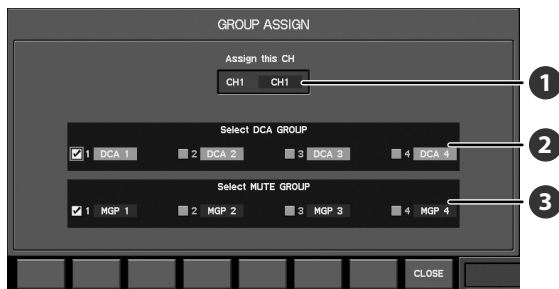 GROUP ASSIGN
Assign this CH
CH1 CH1
1
Select DCA GROUP
1 DCA 1 2 DCA 2 3 DCA 3 4 DCA 4
2
Select MUTE GROUP
1 MGP 1 2 MGP 2 3 MGP 3 4 MGP 4
3
CLOSE